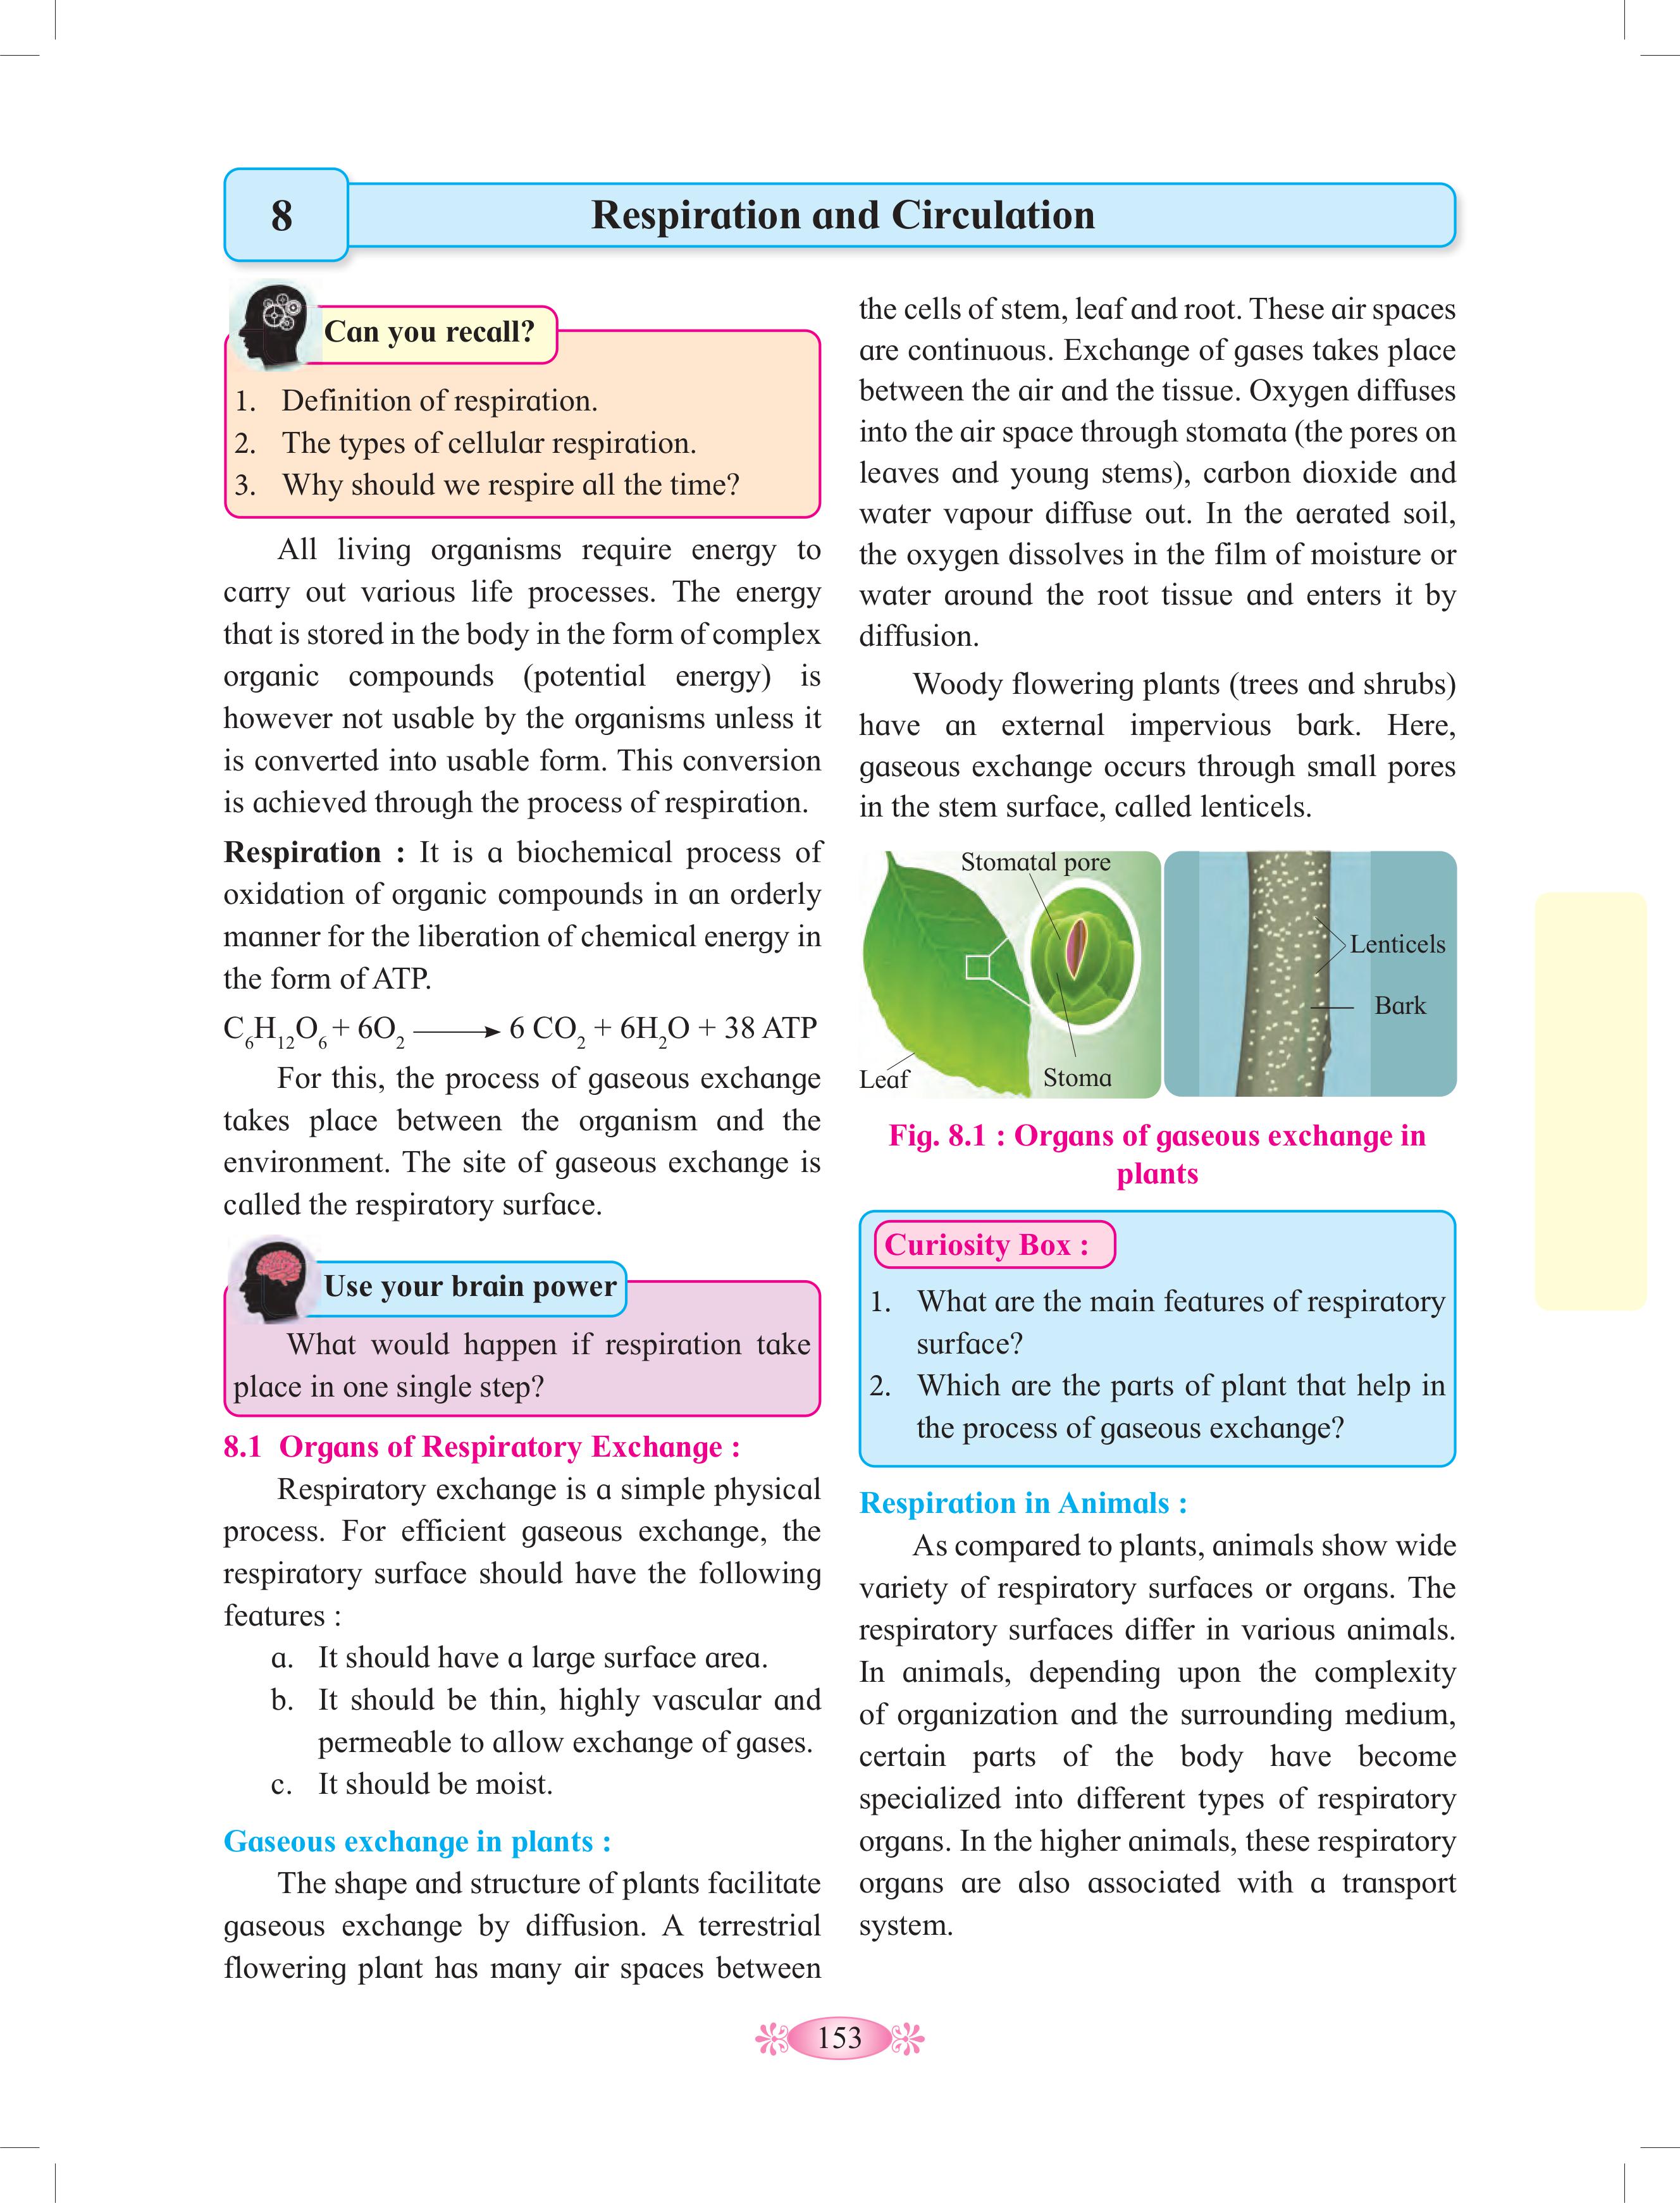 8
Respiration and Circulation
Can you recall?
1. Definition of respiration.
2. The types of cellular respiration.
3. Why should we respire all the time?
All living organisms require energy to
carry out various life processes. The energy
that is stored in the body in the form of complex
organic compounds (potential energy) is
however not usable by the organisms unless it
is converted into usable form. This conversion
is achieved through the process of respiration.
Respiration : It is a biochemical process of
oxidation of organic compounds in an orderly
manner for the liberation of chemical energy in
the form of ATP.
C₆H₁₂O₆ + 6O₂ ⟶ 6 CO₂ + 6H₂O + 38 ATP
For this, the process of gaseous exchange
takes place between the organism and the
environment. The site of gaseous exchange is
called the respiratory surface.
Use your brain power
What would happen if respiration take
place in one single step?
8.1 Organs of Respiratory Exchange :
Respiratory exchange is a simple physical
process. For efficient gaseous exchange, the
respiratory surface should have the following
features :
a. It should have a large surface area.
b. It should be thin, highly vascular and
permeable to allow exchange of gases.
c. It should be moist.
Gaseous exchange in plants :
The shape and structure of plants facilitate
gaseous exchange by diffusion. A terrestrial
flowering plant has many air spaces between
the cells of stem, leaf and root. These air spaces
are continuous. Exchange of gases takes place
between the air and the tissue. Oxygen diffuses
into the air space through stomata (the pores on
leaves and young stems), carbon dioxide and
water vapour diffuse out. In the aerated soil,
the oxygen dissolves in the film of moisture or
water around the root tissue and enters it by
diffusion.
Woody flowering plants (trees and shrubs)
have an external impervious bark. Here,
gaseous exchange occurs through small pores
in the stem surface, called lenticels.
Stomatal pore
Lenticels
Bark
Leaf
Stoma
Fig. 8.1 : Organs of gaseous exchange in
plants
Curiosity Box :
1. What are the main features of respiratory
surface?
2. Which are the parts of plant that help in
the process of gaseous exchange?
Respiration in Animals :
As compared to plants, animals show wide
variety of respiratory surfaces or organs. The
respiratory surfaces differ in various animals.
In animals, depending upon the complexity
of organization and the surrounding medium,
certain parts of the body have become
specialized into different types of respiratory
organs. In the higher animals, these respiratory
organs are also associated with a transport
system.
153